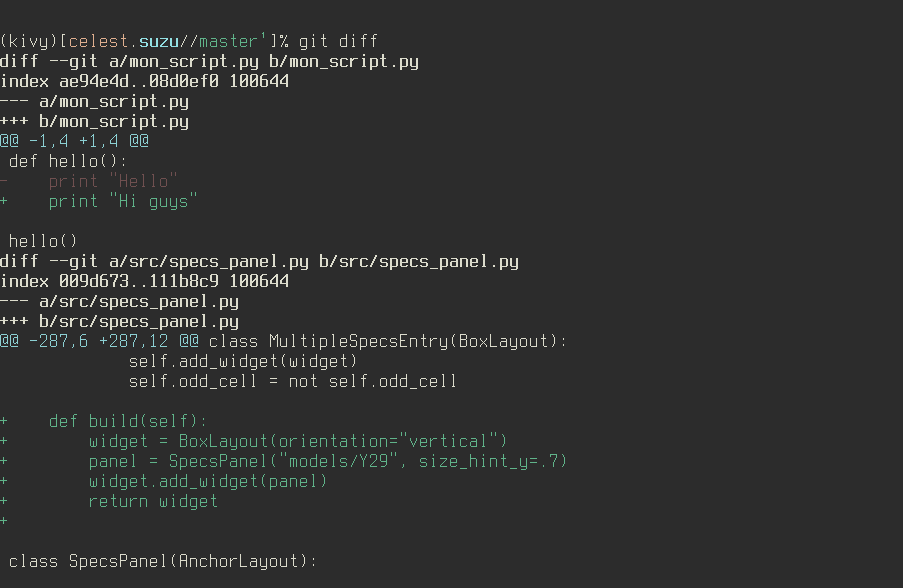 (kivy)[celest.suzu//master¹]% git diff
diff --git a/mon_script.py b/mon_script.py
index ae94e4d..08d0ef0 100644
--- a/mon_script.py
+++ b/mon_script.py
@@ -1,4 +1,4 @@
 def hello():
-    print "Hello"
+    print "Hi guys"

 hello()
diff --git a/src/specs_panel.py b/src/specs_panel.py
index 009d673..111b8c9 100644
--- a/src/specs_panel.py
+++ b/src/specs_panel.py
@@ -287,6 +287,12 @@ class MultipleSpecsEntry(BoxLayout):
             self.add_widget(widget)
             self.odd_cell = not self.odd_cell

+    def build(self):
+        widget = BoxLayout(orientation="vertical")
+        panel = SpecsPanel("models/Y29", size_hint_y=.7)
+        widget.add_widget(panel)
+        return widget
+

 class SpecsPanel(AnchorLayout):